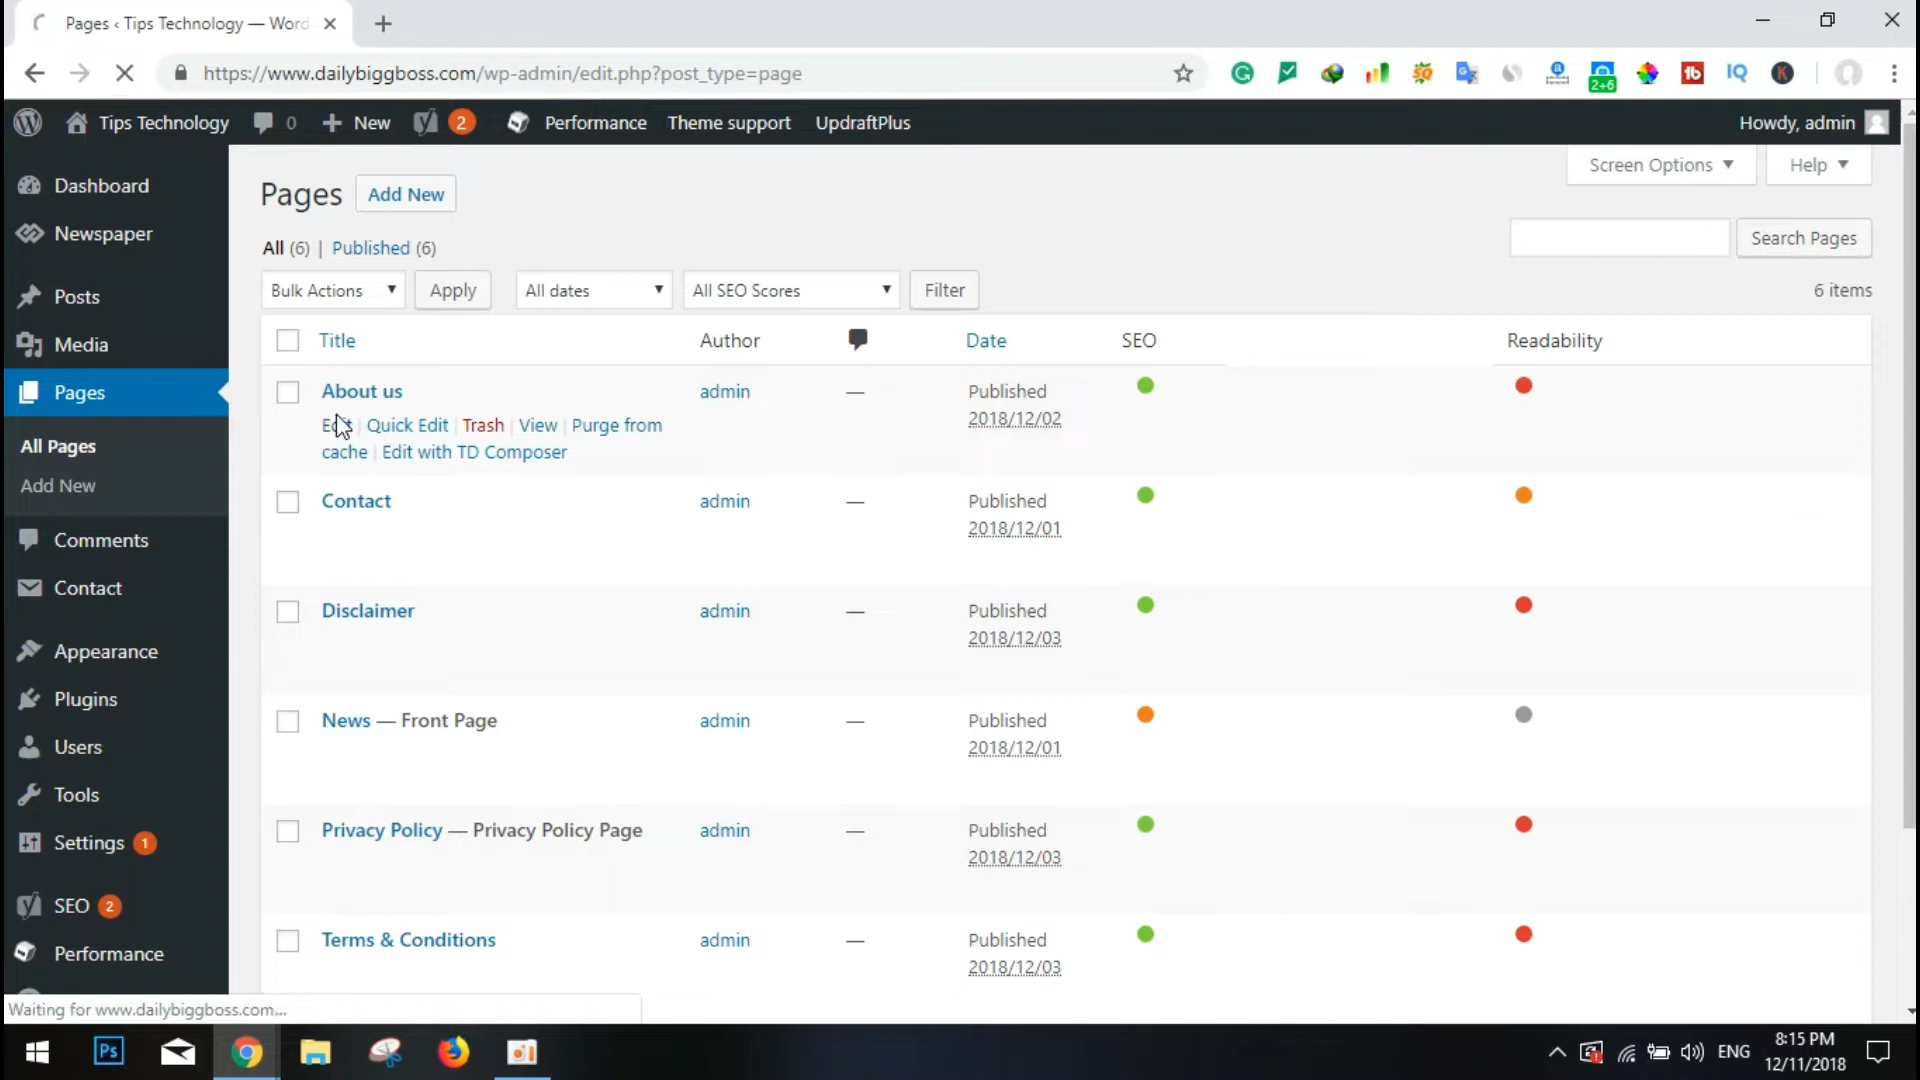 Pages ‹ Tips Technology — Word
https://www.dailybiggboss.com/wp-admin/edit.php?post_type=page
2+6
Tips Technology 0 New 2 Performance Theme support UpdraftPlus Howdy, admin
Screen Options Help
Dashboard
Newspaper
Posts
Media
Pages
All Pages
Add New
Comments
Contact
Appearance
Plugins
Users
Tools
Settings 1
SEO 2
Performance
Pages Add New
All (6) | Published (6)
Search Pages
Bulk Actions Apply All dates All SEO Scores Filter 6 items
Title Author Date SEO Readability
About us admin — Published
2018/12/02
Edit | Quick Edit | Trash | View | Purge from
cache | Edit with TD Composer
Contact admin — Published
2018/12/01
Disclaimer admin — Published
2018/12/03
News — Front Page admin — Published
2018/12/01
Privacy Policy — Privacy Policy Page admin — Published
2018/12/03
Terms & Conditions admin — Published
2018/12/03
Waiting for www.dailybiggboss.com...
Ps
ENG
8:15 PM
12/11/2018